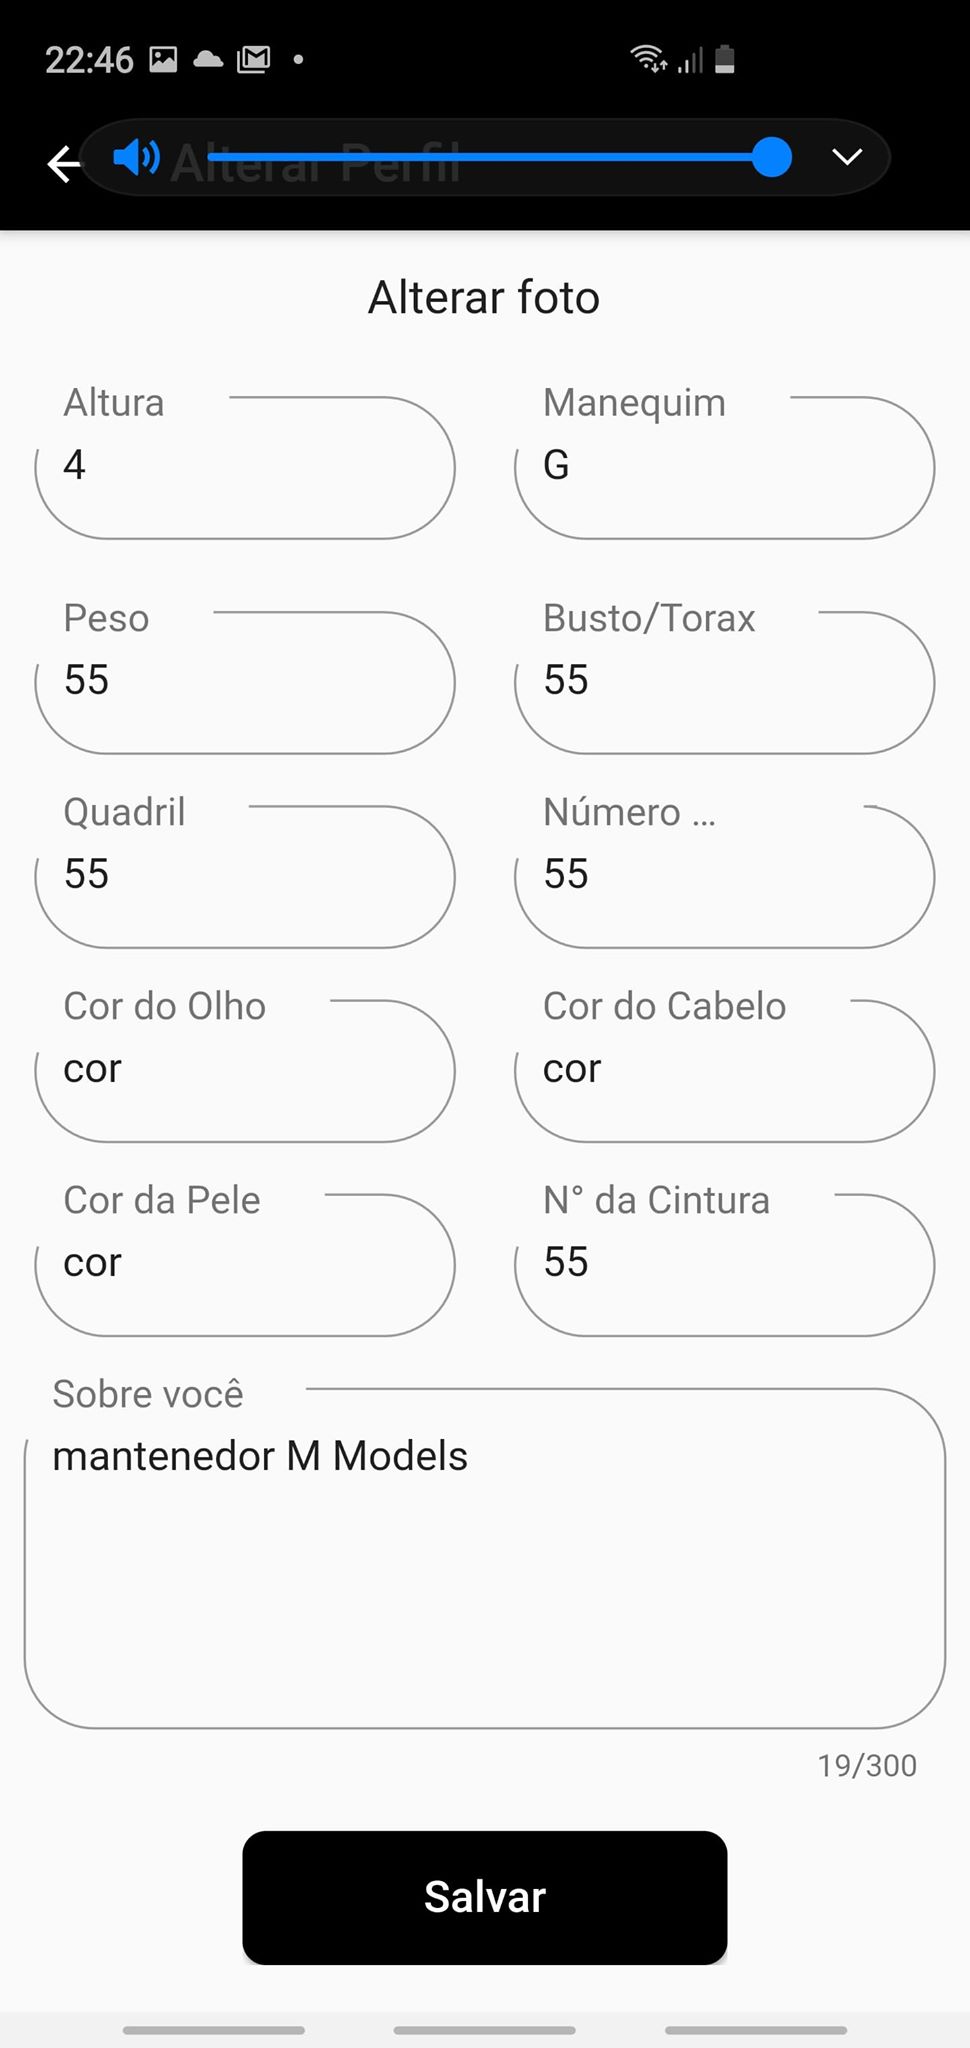 22:46
Alterar Perfil
Alterar foto
Altura
4
Manequim
G
Peso
55
Busto/Torax
55
Quadril
55
Número ...
55
Cor do Olho
cor
Cor do Cabelo
cor
Cor da Pele
cor
N° da Cintura
55
Sobre você
mantenedor M Models
19/300
Salvar